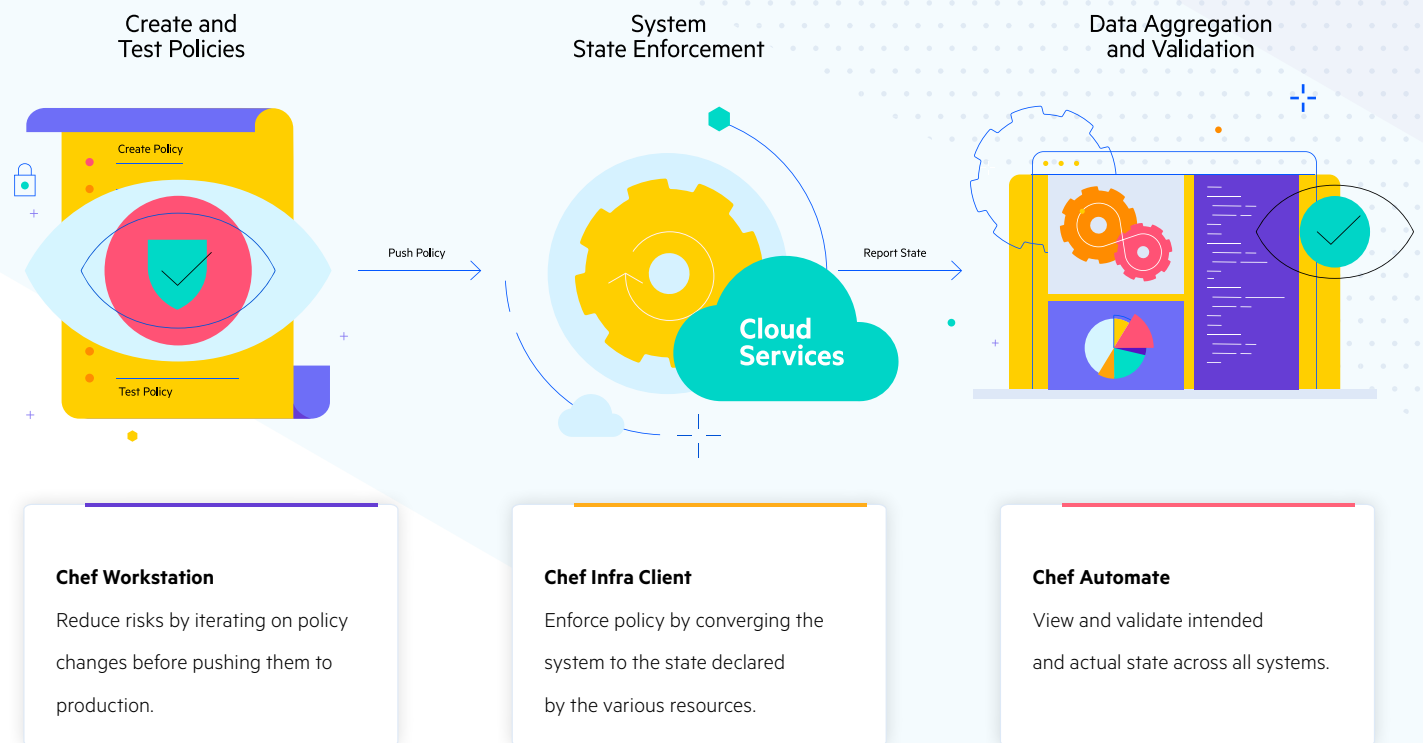 Create and
Test Policies
System
State Enforcement
Data Aggregation
and Validation
Create Policy
Test Policy
Push Policy
Cloud
Services
Report State
Chef Workstation
Reduce risks by iterating on policy
changes before pushing them to
production.
Chef Infra Client
Enforce policy by converging the
system to the state declared
by the various resources.
Chef Automate
View and validate intended
and actual state across all systems.